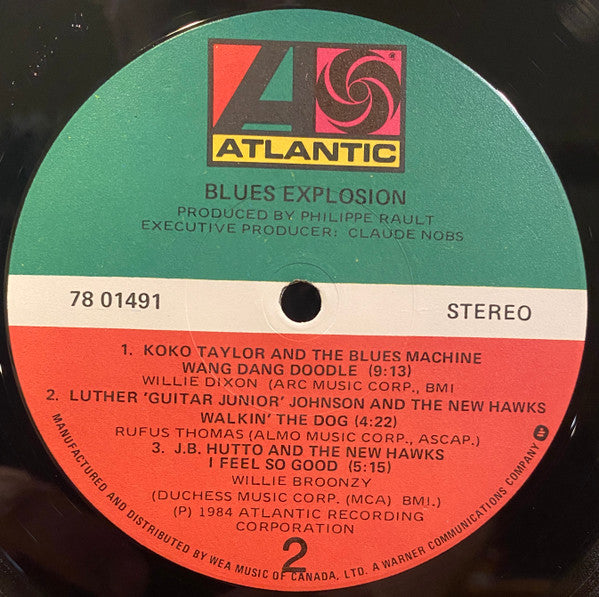 ATLANTIC
BLUES EXPLOSION
PRODUCED BY PHILIPPE RAULT
EXECUTIVE PRODUCER: CLAUDE NOBS
78 01491
STEREO
1. KOKO TAYLOR AND THE BLUES MACHINE
WANG DANG DOODLE (9:13)
WILLIE DIXON (ARC MUSIC CORP., BMI
2. LUTHER 'GUITAR JUNIOR' JOHNSON AND THE NEW HAWKS
WALKIN' THE DOG (4:22)
RUFUS THOMAS (ALMO MUSIC CORP., ASCAP.)
3. J.B. HUTTO AND THE NEW HAWKS
I FEEL SO GOOD (5:15)
WILLIE BROONZY
(DUCHESS MUSIC CORP. (MCA) BMI.)
(P) 1984 ATLANTIC RECORDING
CORPORATION
2
MANUFACTURED AND DISTRIBUTED BY WEA MUSIC OF CANADA, LTD. A WARNER COMMUNICATIONS COMPANY